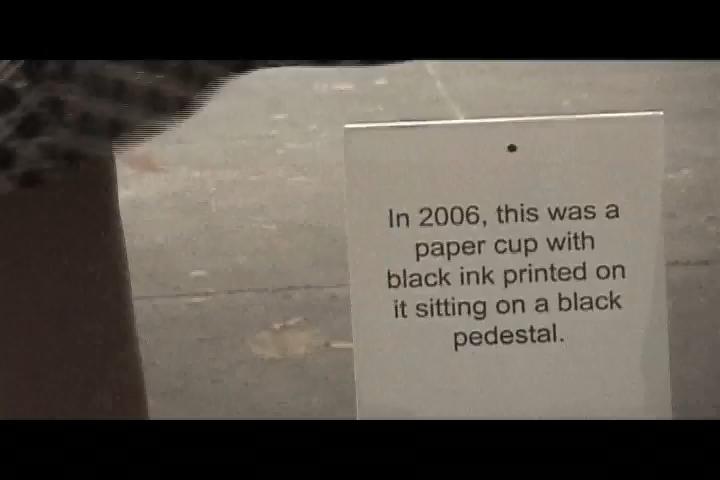 In 2006, this was a
paper cup with
black ink printed on
it sitting on a black
pedestal.